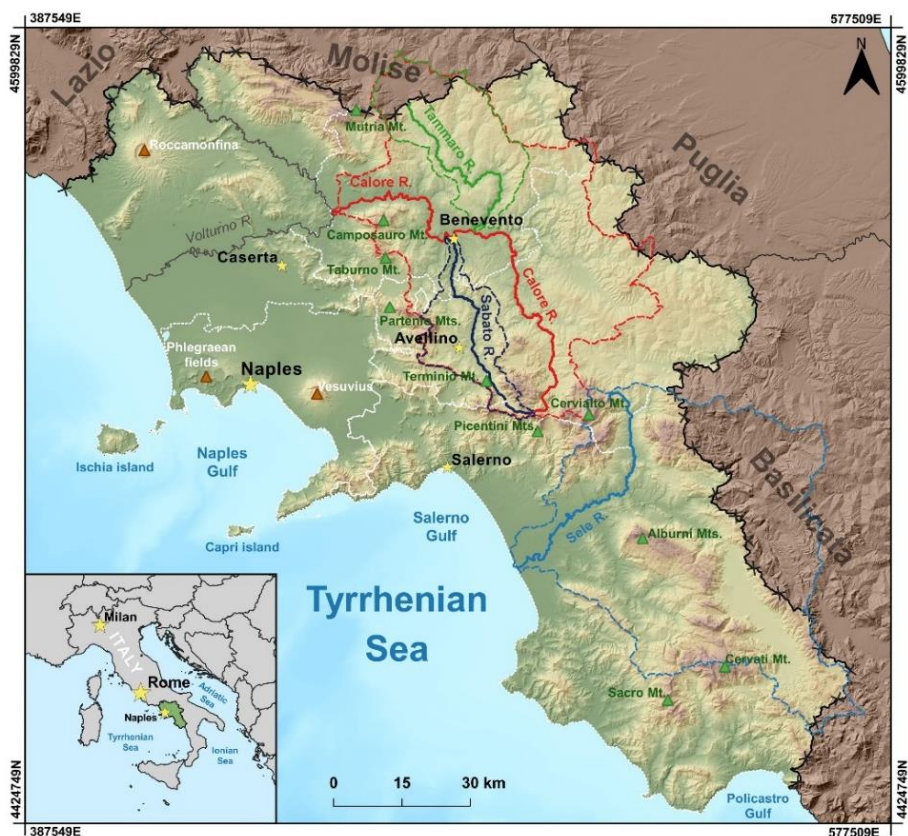 387549E
577509E
4599829N
4599829N
N
Lazio
Molise
Puglia
Basilicata
Mutria Mt.
Tammaro R.
Roccamonfina
Calore R.
Benevento
Volturno R.
Camposauro Mt.
Caserta
Taburno Mt.
Calore R.
Sabato R.
Partenio Mts.
Avellino
Phlegraean
fields
Naples
Vesuvius
Terminio Mt.
Cervialto Mt.
Picentini Mts.
Ischia island
Naples
Gulf
Salerno
Capri island
Salerno
Gulf
Sele R.
Alburni Mts.
Tyrrhenian
Sea
Cervati Mt.
Sacro Mt.
Policastro
Gulf
Milan
ITALY
Rome
Adriatic
Sea
Naples
Tyrrhenian
Sea
Ionian
Sea
0 15 30 km
4424749N
4424749N
387549E
577509E